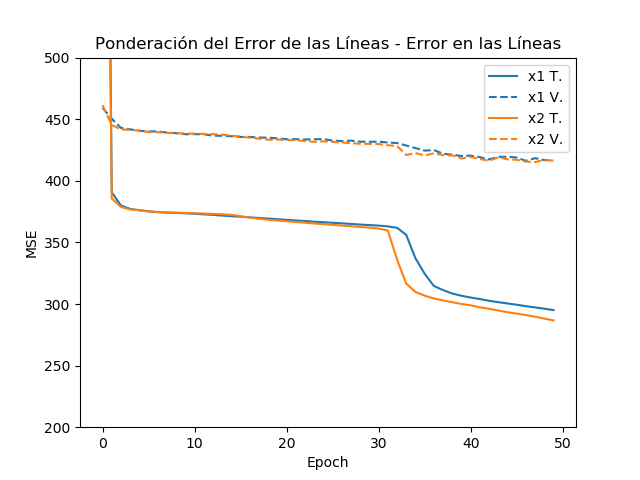 Ponderación del Error de las Líneas - Error en las Líneas
500
450
400
350
300
250
200
MSE
x1 T.
x1 V.
x2 T.
x2 V.
0
10
20
30
40
50
Epoch